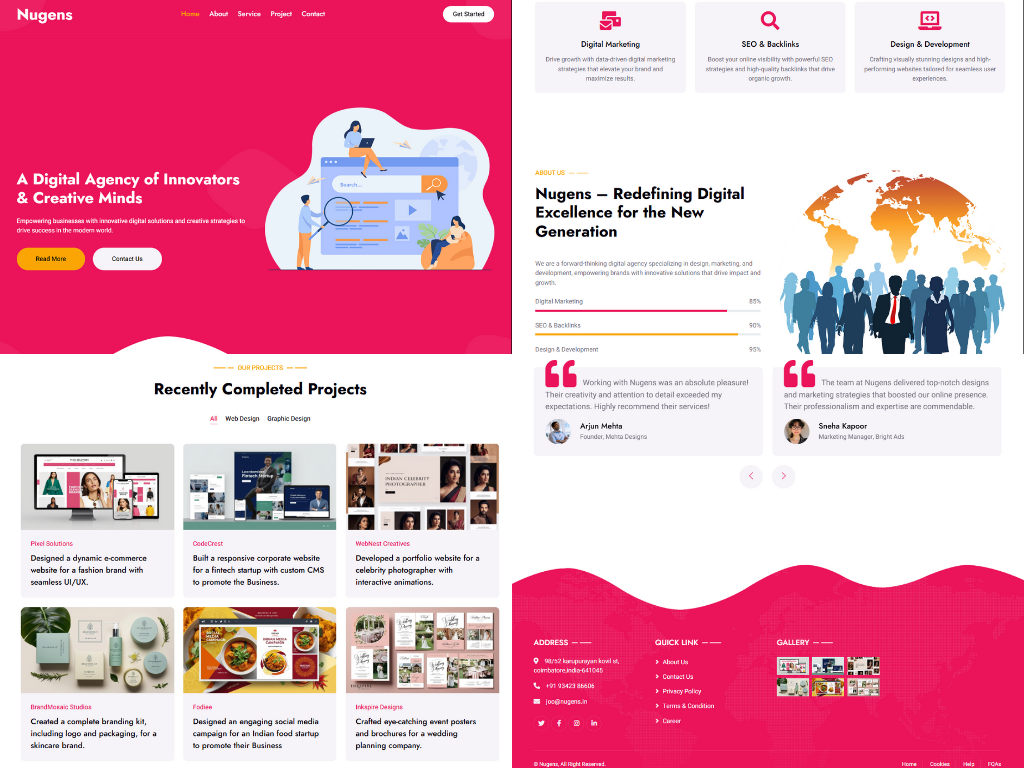 Nugens
Home About Service Project Contact
Get Started
A Digital Agency of Innovators
& Creative Minds
Empowering businesses with innovative digital solutions and creative strategies to
drive success in the modern world.
Read More
Contact Us
Search...
Digital Marketing
Drive growth with data-driven digital marketing
strategies that elevate your brand and
maximize results.
SEO & Backlinks
Boost your online visibility with powerful SEO
strategies and high-quality backlinks that drive
organic growth.
Design & Development
Crafting visually stunning designs and high-
performing websites tailored for seamless user
experiences.
ABOUT US
Nugens – Redefining Digital
Excellence for the New
Generation
We are a forward-thinking digital agency specializing in design, marketing, and
development, empowering brands with innovative solutions that drive impact and
growth.
Digital Marketing 85%
SEO & Backlinks 90%
Design & Development 95%
OUR PROJECTS
Recently Completed Projects
All Web Design Graphic Design
INDIAN CELEBRITY
PHOTOGRAPHER
Pixel Solutions
Designed a dynamic e-commerce
website for a fashion brand with
seamless UI/UX.
CodeCrest
Built a responsive corporate website
for a fintech startup with custom CMS
to promote the Business.
WebNest Creatives
Developed a portfolio website for a
celebrity photographer with
interactive animations.
BrandMosaic Studios
Created a complete branding kit,
including logo and packaging, for a
skincare brand.
Fodiee
Designed an engaging social media
campaign for an Indian food startup
to promote their Business
Inkspire Designs
Crafted eye-catching event posters
and brochures for a wedding
planning company.
Working with Nugens was an absolute pleasure!
Their creativity and attention to detail exceeded my
expectations. Highly recommend their services!
Arjun Mehta
Founder, Mehta Designs
The team at Nugens delivered top-notch designs
and marketing strategies that boosted our online presence.
Their professionalism and expertise are commendable.
Sneha Kapoor
Marketing Manager, Bright Ads
ADDRESS
98/52 karupurayan kovil st,
coimbatore,india-641045
+91 93423 86606
joo@nugens.in
QUICK LINK
About Us
Contact Us
Privacy Policy
Terms & Condition
Career
GALLERY
© Nugens, All Right Reserved.
Home Cookies Help FQAs